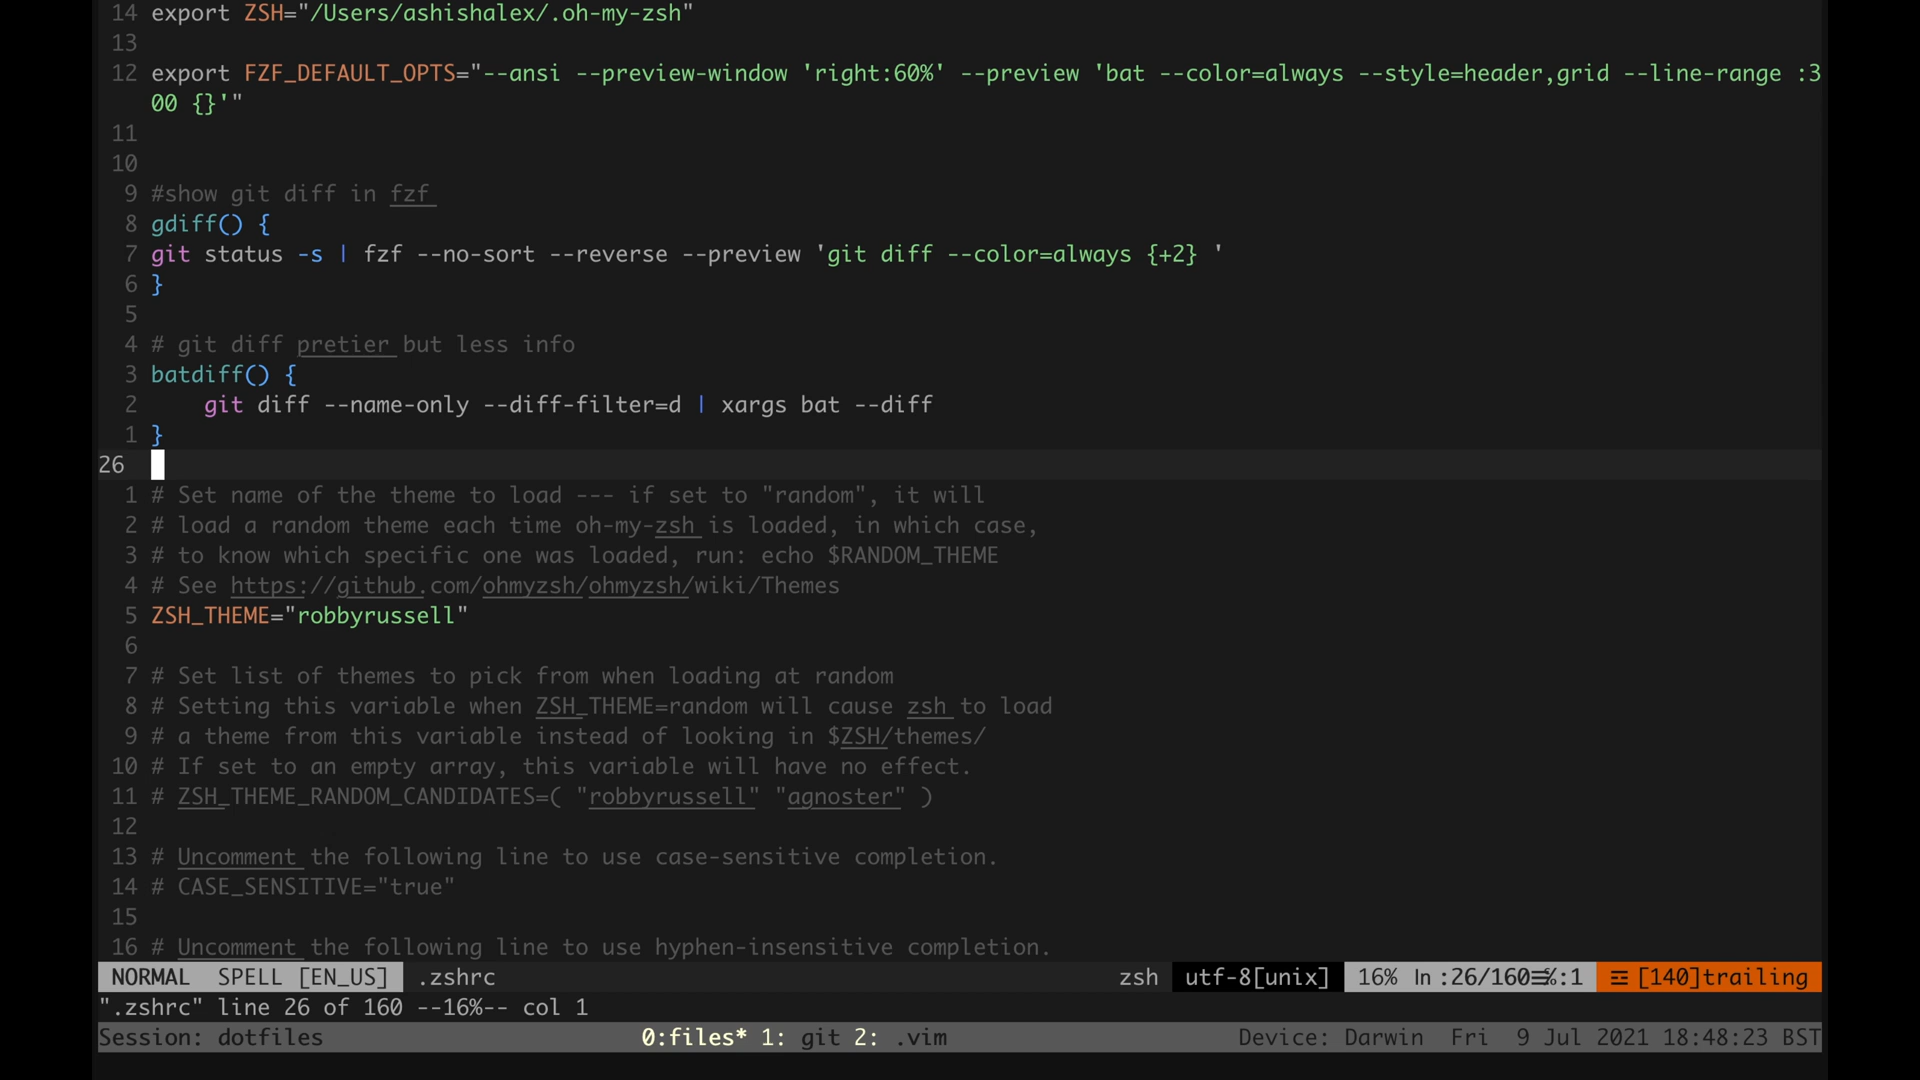 14 export ZSH="/Users/ashishalex/.oh-my-zsh"
13
12 export FZF_DEFAULT_OPTS="--ansi --preview-window 'right:60%' --preview 'bat --color=always --style=header,grid --line-range :3
00 {}'"
11
10
9 #show git diff in fzf
8 gdiff() {
7 git status -s | fzf --no-sort --reverse --preview 'git diff --color=always {+2} '
6 }
5
4 # git diff pretier but less info
3 batdiff() {
2     git diff --name-only --diff-filter=d | xargs bat --diff
1 }
26
1 # Set name of the theme to load --- if set to "random", it will
2 # load a random theme each time oh-my-zsh is loaded, in which case,
3 # to know which specific one was loaded, run: echo $RANDOM_THEME
4 # See https://github.com/ohmyzsh/ohmyzsh/wiki/Themes
5 ZSH_THEME="robbyrussell"
6
7 # Set list of themes to pick from when loading at random
8 # Setting this variable when ZSH_THEME=random will cause zsh to load
9 # a theme from this variable instead of looking in $ZSH/themes/
10 # If set to an empty array, this variable will have no effect.
11 # ZSH_THEME_RANDOM_CANDIDATES=( "robbyrussell" "agnoster" )
12
13 # Uncomment the following line to use case-sensitive completion.
14 # CASE_SENSITIVE="true"
15
16 # Uncomment the following line to use hyphen-insensitive completion.
NORMAL SPELL [EN_US] .zshrc zsh utf-8[unix] 16% ln :26/160≡%:1 ☲ [140]trailing
".zshrc" line 26 of 160 --16%-- col 1
Session: dotfiles 0:files* 1: git 2: .vim Device: Darwin Fri 9 Jul 2021 18:48:23 BST